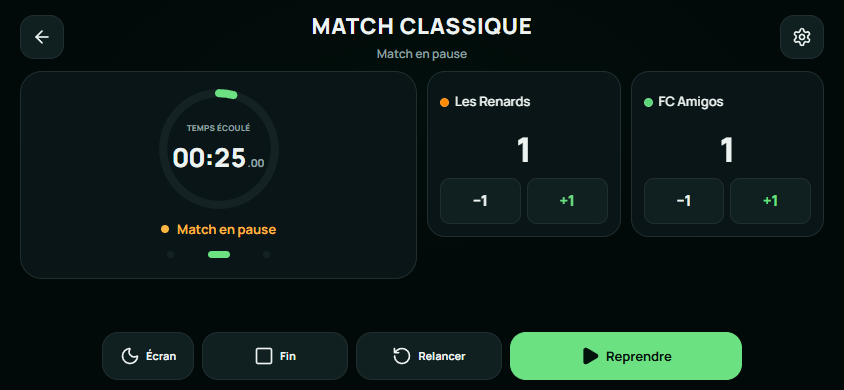 MATCH CLASSIQUE
Match en pause
TEMPS ÉCOULÉ
00:25.00
Match en pause
Les Renards
1
−1 +1
FC Amigos
1
−1 +1
Écran
Fin
Relancer
Reprendre